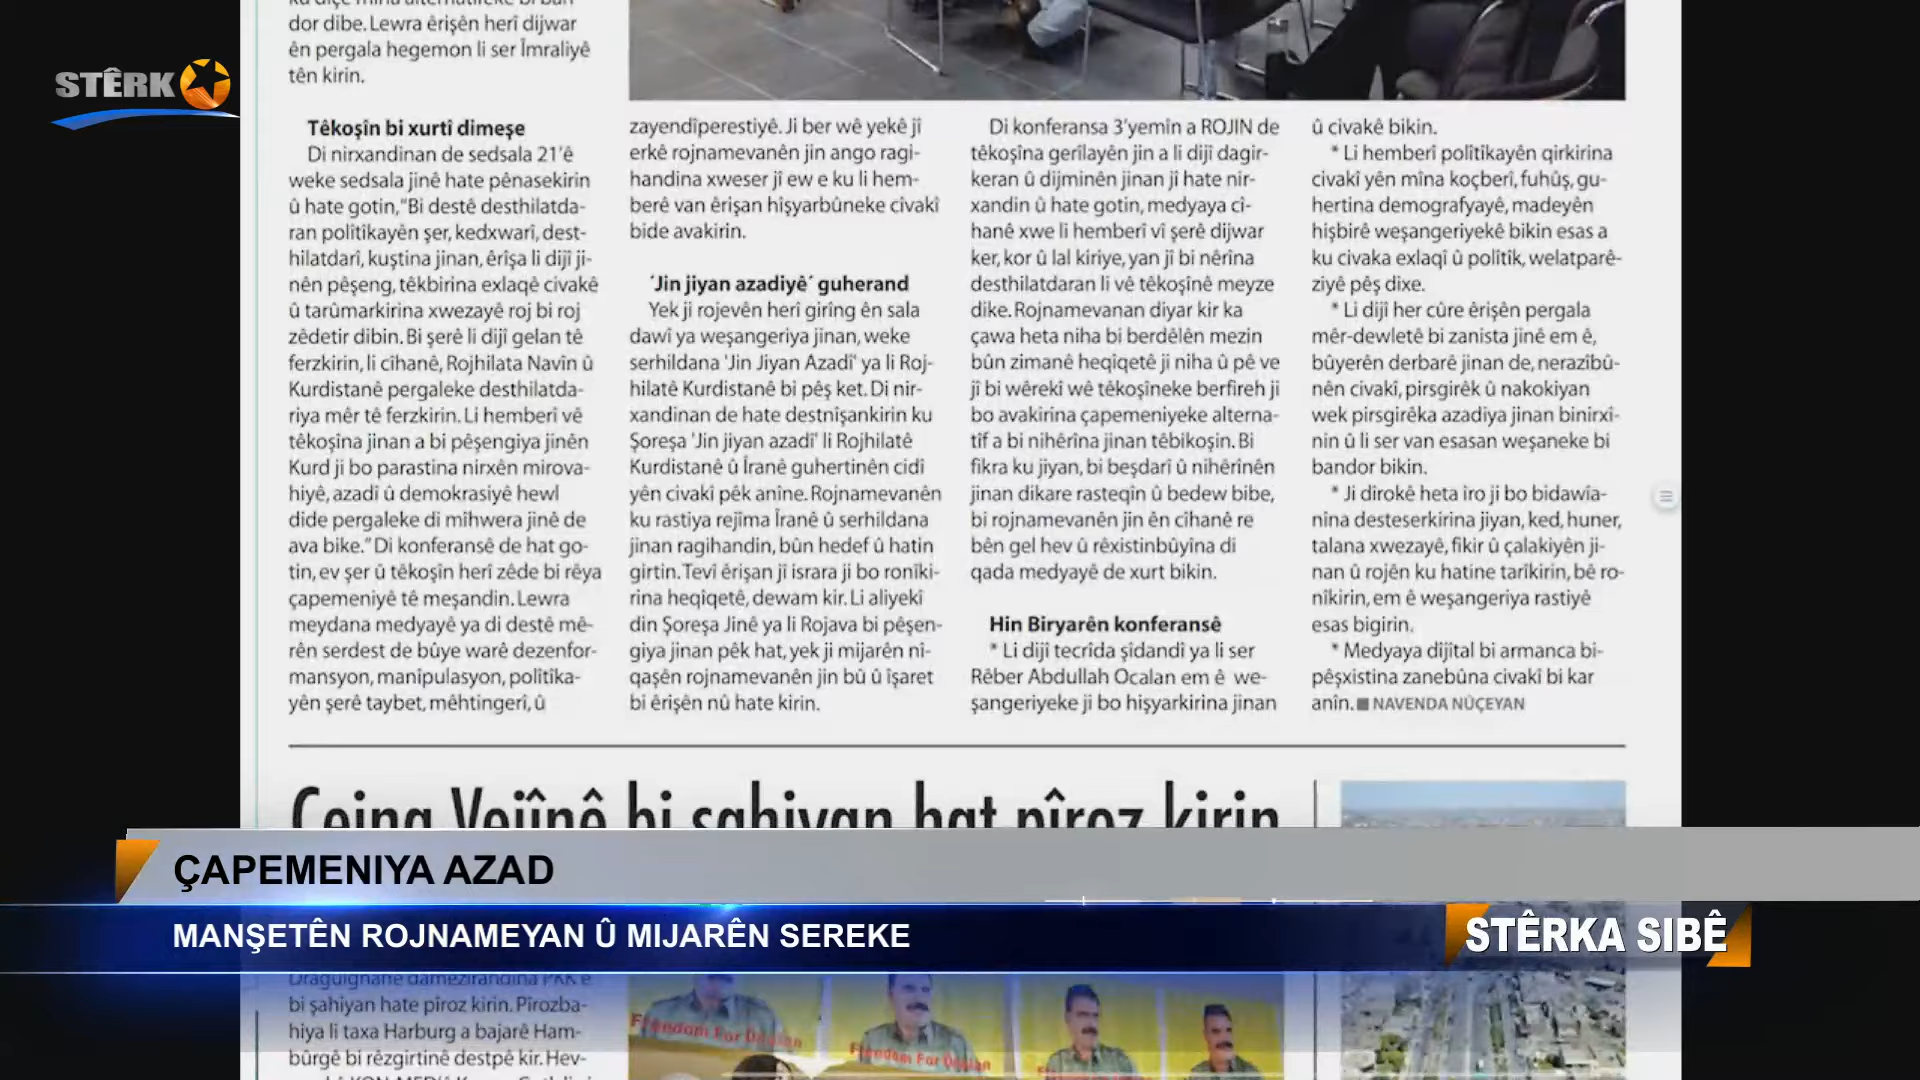 STÊRK
dor dibe. Lewra êrişên herî dijwar
ên pergala hegemon li ser Îmraliyê
tên kirin.
Têkoşîn bi xurtî dimeşe
Di nirxandinan de sedsala 21'ê
weke sedsala jinê hate pênasekirin
û hate gotin, "Bi destê desthilatda-
ran polîtîkayên şer, kedxwarî, dest-
hilatdarî, kuştina jinan, êrîşa li dijî ji-
nên pêşeng, têkbirina exlaqê civakê
û tarûmarkirina xwezayê roj bi roj
zêdetir dibin. Bi şerê li dijî gelan tê
ferzkirin, li cîhanê, Rojhilata Navîn û
Kurdistanê pergaleke desthilatda-
riya mêr tê ferzkirin. Li hemberî vê
têkoşîna jinan a bi pêşengiya jinên
Kurd ji bo parastina nirxên mirova-
hiyê, azadî û demokrasiyê hewl
dide pergaleke di mîhwera jinê de
ava bike." Di konferansê de hat go-
tin, ev şer û têkoşîn herî zêde bi rêya
çapemeniyê tê meşandin. Lewra
meydana medyayê ya di destê mê-
rên serdest de bûye warê dezenfor-
mansyon, manîpulasyon, polîtîka-
yên şerê taybet, mêhtingerî, û
zayendîperestiyê. Ji ber wê yekê jî
erkê rojnamevanên jin ango ragi-
handina xweser jî ew e ku li hem-
berê van êrişan hişyarbûneke civakî
bide avakirin.
´Jin jiyan azadiyê´ guherand
Yek ji rojevên herî girîng ên sala
dawî ya weşangeriya jinan, weke
serhildana 'Jin Jiyan Azadî' ya li Roj-
hilatê Kurdistanê bi pêş ket. Di nir-
xandinan de hate destnîşankirin ku
Şoreşa 'Jin jiyan azadî' li Rojhilatê
Kurdistanê û Îranê guhertinên cidî
yên civakî pêk anîne. Rojnamevanên
ku rastiya rejîma Îranê û serhildana
jinan ragihandin, bûn hedef û hatin
girtin. Tevî êrişan jî israra ji bo ronîki-
rina heqîqetê, dewam kir. Li aliyekî
din Şoreşa Jinê ya li Rojava bi pêşen-
giya jinan pêk hat, yek ji mijarên ni-
qaşên rojnamevanên jin bû û îşaret
bi êrîşên nû hate kirin.
Di konferansa 3'yemîn a ROJIN de
têkoşîna gerîlayên jin a li dijî dagir-
keran û dijminên jinan jî hate nir-
xandin û hate gotin, medyaya cî-
hanê xwe li hemberî vî şerê dijwar
ker, kor û lal kiriye, yan jî bi nêrîna
desthilatdaran li vê têkoşînê meyze
dike. Rojnamevanan diyar kir ka
çawa heta niha bi berdêlên mezin
bûn zimanê heqîqetê ji niha û pê ve
jî bi wêrekî wê têkoşîneke berfireh ji
bo avakirina çapemeniyeke alterna-
tîf a bi nihêrîna jinan têbikoşin. Bi
fikra ku jiyan, bi beşdarî û nihêrînên
jinan dikare rasteqîn û bedew bibe,
bi rojnamevanên jin ên cîhanê re
bên gel hev û rêxistinbûyîna di
qada medyayê de xurt bikin.
Hin Biryarên konferansê
* Li dijî tecrîda şidandî ya li ser
Rêber Abdullah Ocalan em ê we-
şangeriyeke ji bo hişyarkirina jinan
û civakê bikin.
* Li hemberî polîtîkayên qirkirina
civakî yên mîna koçberî, fuhûş, gu-
hertina demografyayê, madeyên
hişbirê weşangeriyekê bikin esas a
ku civaka exlaqî û polîtîk, welatparê-
ziyê pêş dixe.
* Li dijî her cûre êrişên pergala
mêr-dewletê bi zanista jinê em ê,
bûyerên derbarê jinan de, nerazîbû-
nên civakî, pirsgirêk û nakokiyan
wek pirsgirêka azadiya jinan binirxî-
nin û li ser van esasan weşaneke bi
bandor bikin.
* Ji dîrokê heta îro ji bo bidawîa-
nîna desteserkirina jiyan, ked, huner,
talana xwezayê, fikir û çalakiyên ji-
nan û rojên ku hatine tarîkirin, bê ro-
nîkirin, em ê weşangeriya rastiyê
esas bigirin.
* Medyaya dijîtal bi armanca bi-
pêşxistina zanebûna civakî bi kar
anîn. ■ NAVENDA NÛÇEYAN
Cejna Vejînê bi şahiyan hat pîroz kirin
ÇAPEMENIYA AZAD
MANŞETÊN ROJNAMEYAN Û MIJARÊN SEREKE
STÊRKA SIBÊ
Draguignanê damezirandina PKK'ê
bi şahiyan hate pîroz kirin. Pîrozba-
hiya li taxa Harburg a bajarê Ham-
bûrgê bi rêzgirtinê destpê kir. Hev-
Freedom For Öcalan
Freedom For Öcalan